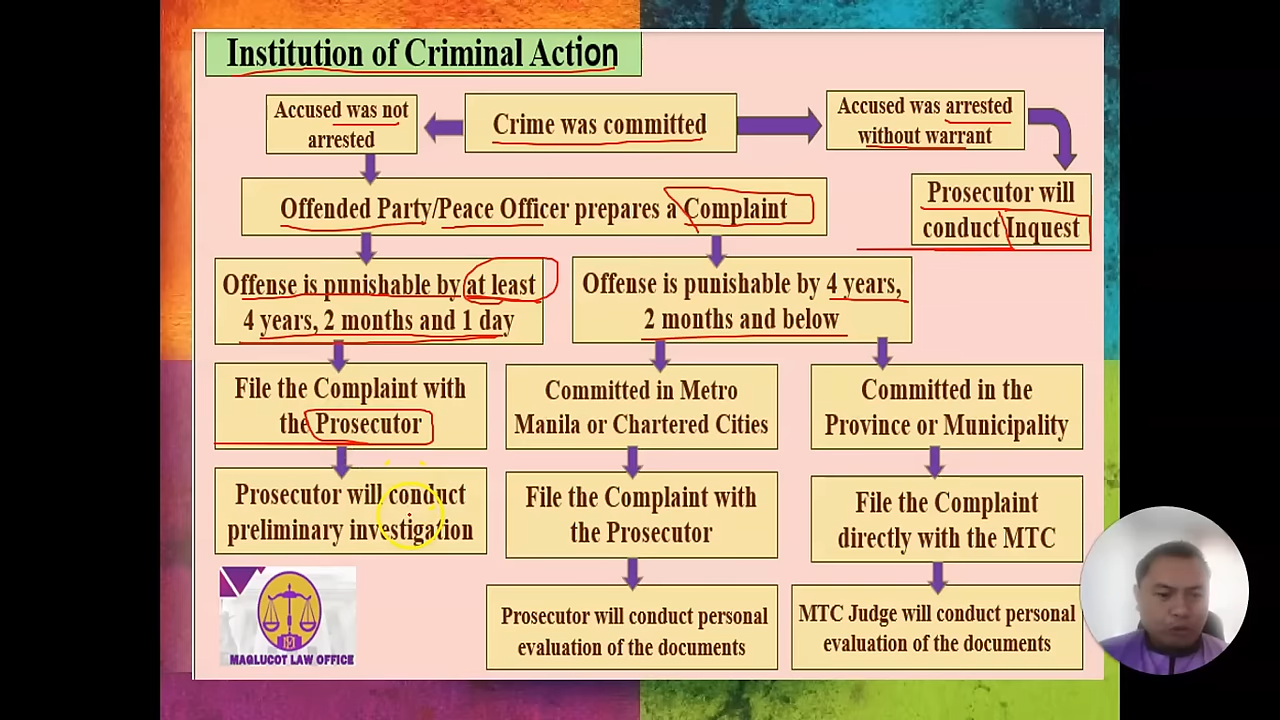 Institution of Criminal Action
Accused was not
arrested
Crime was committed
Accused was arrested
without warrant
Prosecutor will
conduct Inquest
Offended Party/Peace Officer prepares a Complaint
Offense is punishable by at least
4 years, 2 months and 1 day
Offense is punishable by 4 years,
2 months and below
File the Complaint with
the Prosecutor
Committed in Metro
Manila or Chartered Cities
Committed in the
Province or Municipality
Prosecutor will conduct
preliminary investigation
File the Complaint with
the Prosecutor
File the Complaint
directly with the MTC
Prosecutor will conduct personal
evaluation of the documents
MTC Judge will conduct personal
evaluation of the documents
MAQLUCOT LAW OFFICE